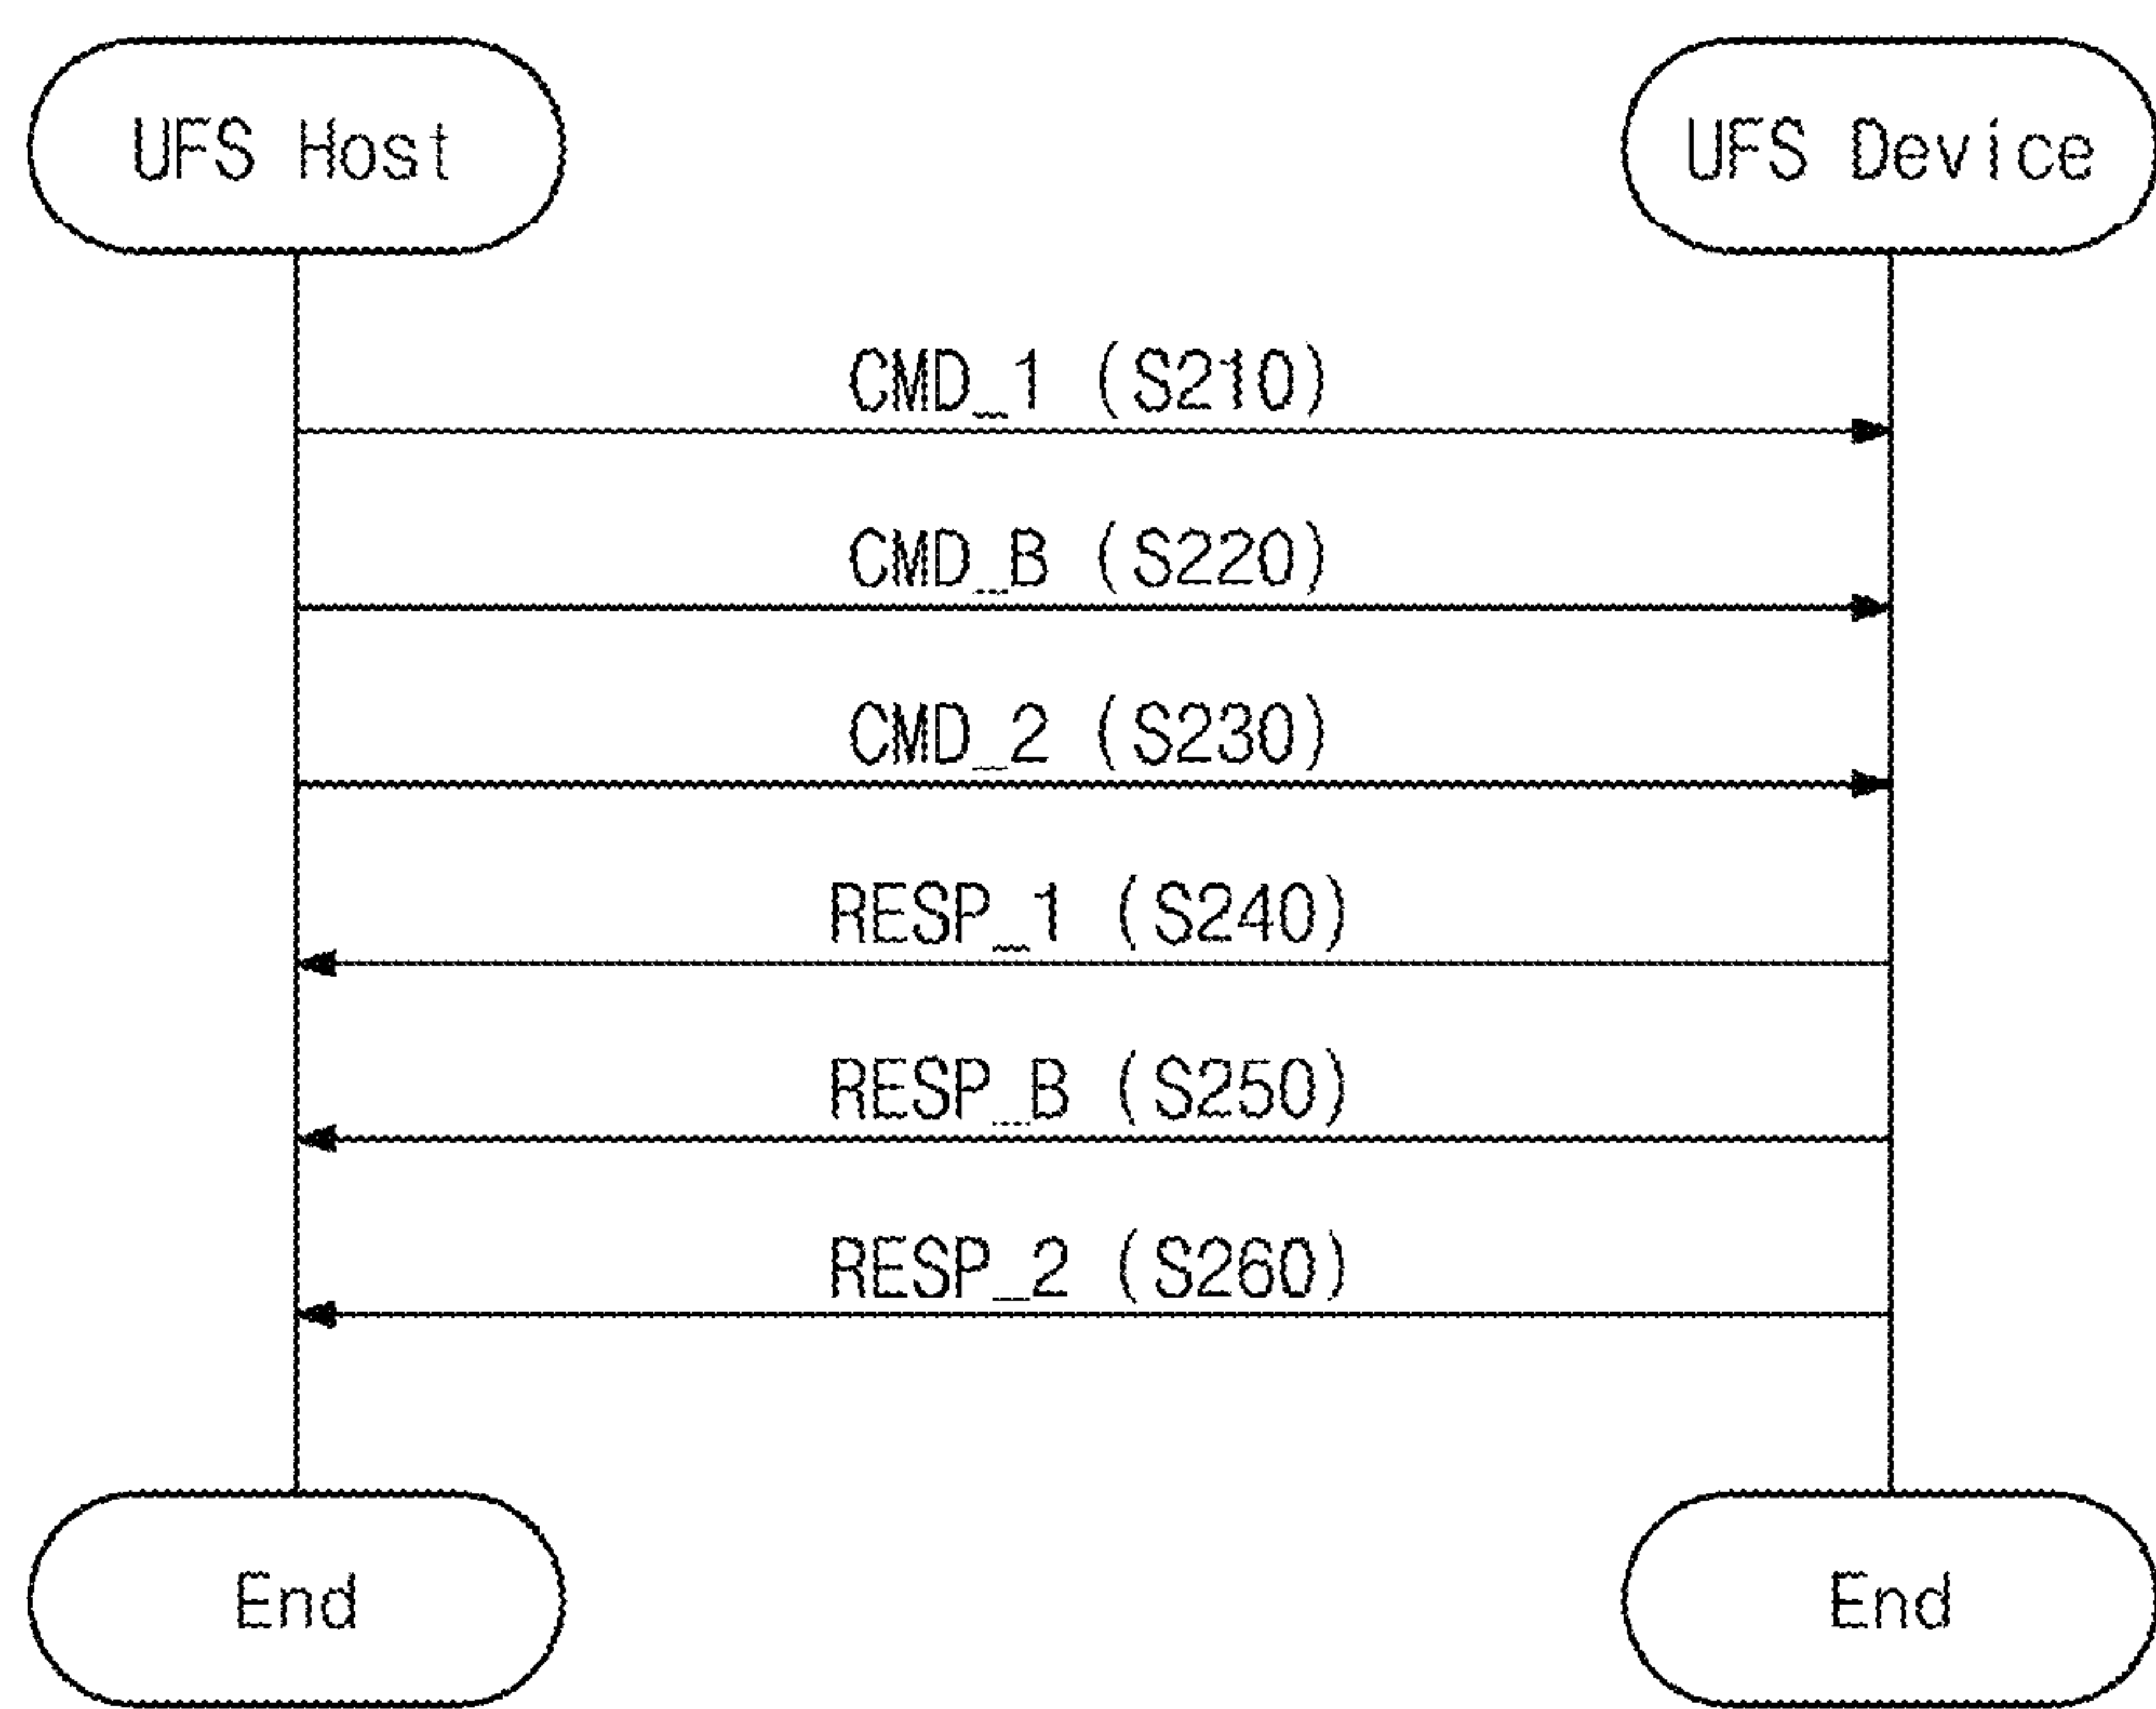 UFS Host
UFS Device
CMD_1 (S210)
CMD_B (S220)
CMD_2 (S230)
RESP_1 (S240)
RESP_B (S250)
RESP_2 (S260)
End
End